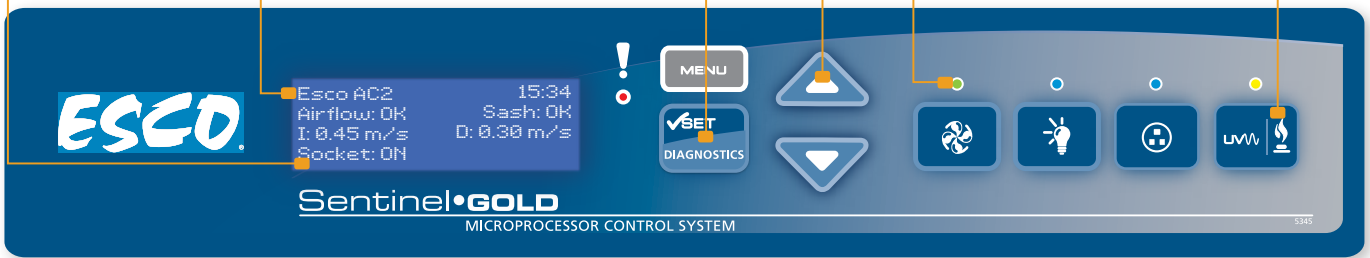 ESCO.
Esco AC2 15:34
Airflow: OK Sash: OK
I: 0.45 m/s D: 0.30 m/s
Socket: ON
!
MENU
✓SET
DIAGNOSTICS
UV
Sentinel•GOLD
MICROPROCESSOR CONTROL SYSTEM
5345